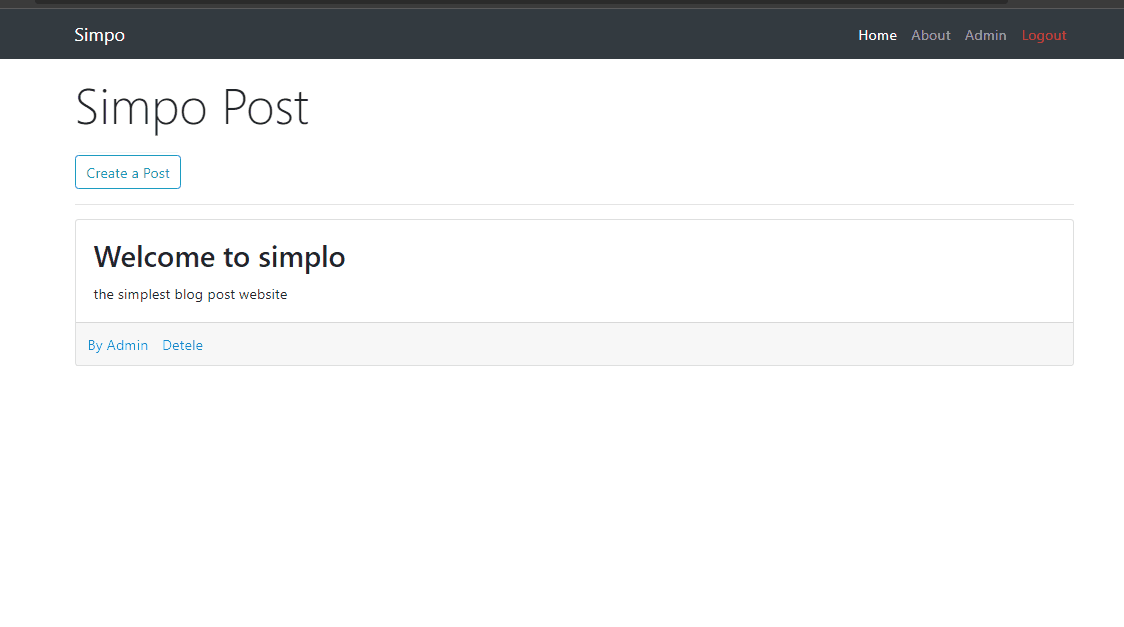 Simpo Home About Admin Logout
Simpo Post
Create a Post
Welcome to simplo
the simplest blog post website
By Admin Detele